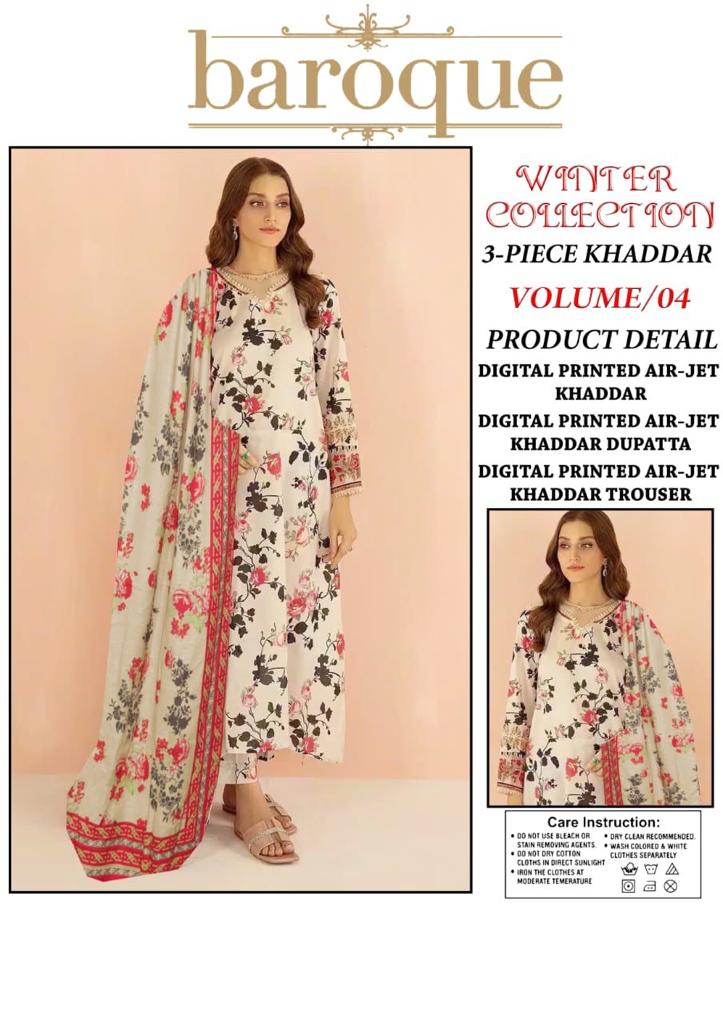 baroque
WINTER
COLLECTION
3-PIECE KHADDAR
VOLUME/04
PRODUCT DETAIL
DIGITAL PRINTED AIR-JET
KHADDAR
DIGITAL PRINTED AIR-JET
KHADDAR DUPATTA
DIGITAL PRINTED AIR-JET
KHADDAR TROUSER
Care Instruction:
• DO NOT USE BLEACH OR
STAIN REMOVING AGENTS
• DO NOT DRY COTTON
CLOTHS IN DIRECT SUNLIGHT
• IRON THE CLOTHES AT
MODERATE TEMERATURE
• DRY CLEAN RECOMMENDED.
• WASH COLORED & WHITE
CLOTHES SEPARATELY